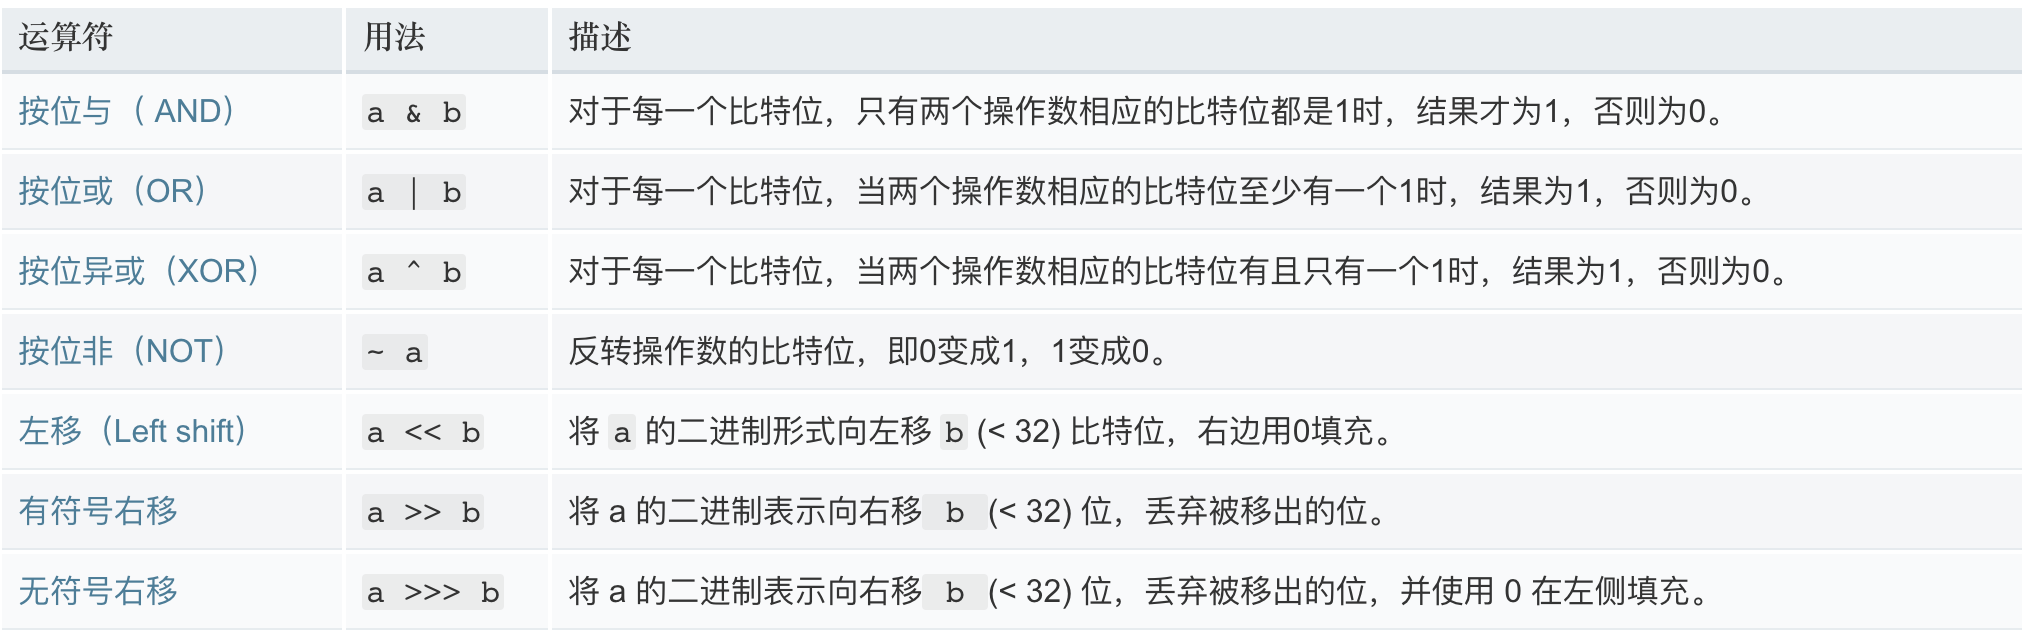 运算符 用法 描述
按位与（ AND） a & b 对于每一个比特位，只有两个操作数相应的比特位都是1时，结果才为1，否则为0。
按位或（OR） a | b 对于每一个比特位，当两个操作数相应的比特位至少有一个1时，结果为1，否则为0。
按位异或（XOR） a ^ b 对于每一个比特位，当两个操作数相应的比特位有且只有一个1时，结果为1，否则为0。
按位非（NOT） ~ a 反转操作数的比特位，即0变成1，1变成0。
左移（Left shift） a << b 将 a 的二进制形式向左移 b (< 32) 比特位，右边用0填充。
有符号右移 a >> b 将 a 的二进制表示向右移 b (< 32) 位，丢弃被移出的位。
无符号右移 a >>> b 将 a 的二进制表示向右移 b (< 32) 位，丢弃被移出的位，并使用 0 在左侧填充。